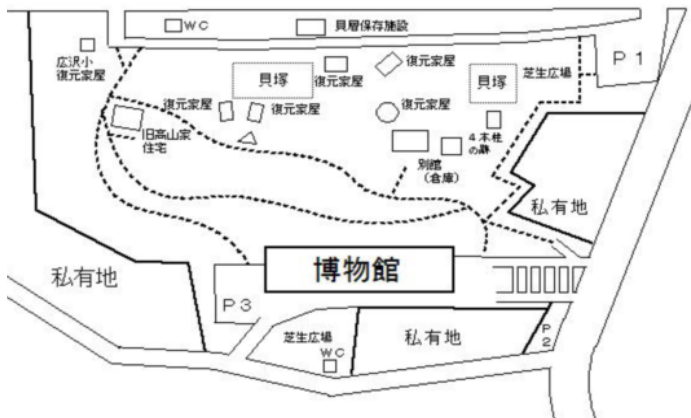 WC
貝層保存施設
広沢小
復元家屋
貝塚
復元家屋
復元家屋
貝塚
芝生広場
P1
復元家屋
復元家屋
復元家屋
旧高山家
住宅
別館
(倉庫)
4本柱
の跡
私有地
私有地
博物館
P3
芝生広場
WC
私有地
P2